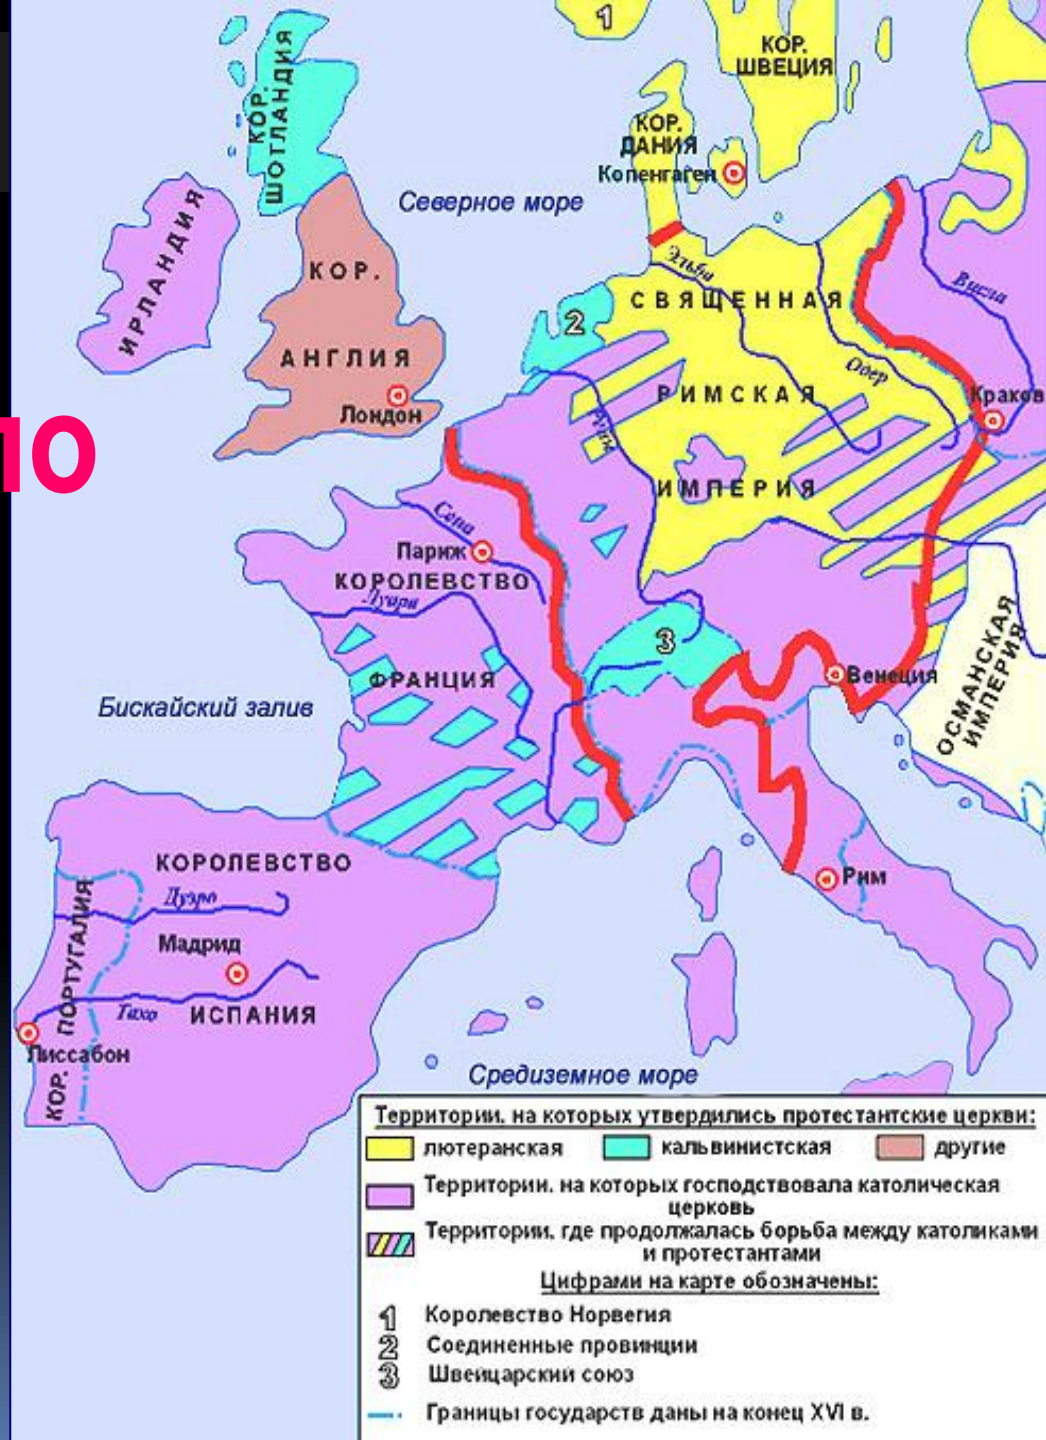 1
КОР.
ШВЕЦИЯ
КОР.
ШОТЛАНДИЯ
КОР.
ДАНИЯ
Копенгаген
Северное море
ИРЛАНДИЯ
КОР.
АНГЛИЯ
Лондон
Эльба
СВЯЩЕННАЯ
Висла
2
Одер
РИМСКАЯ
Краков
Рейн
10
ИМПЕРИЯ
Сена
Париж
КОРОЛЕВСТВО
Луара
ФРАНЦИЯ
3
Венеция
ОСМАНСКАЯ
ИМПЕРИЯ
Бискайский залив
КОРОЛЕВСТВО
Рим
Дуэро
Мадрид
КОР. ПОРТУГАЛИЯ
Тахо
ИСПАНИЯ
Лиссабон
Средиземное море
Территории, на которых утвердились протестантские церкви:
лютеранская кальвинистская другие
Территории, на которых господствовала католическая
церковь
Территории, где продолжалась борьба между католиками
и протестантами
Цифрами на карте обозначены:
1 Королевство Норвегия
2 Соединенные провинции
3 Швейцарский союз
Границы государств даны на конец XVI в.